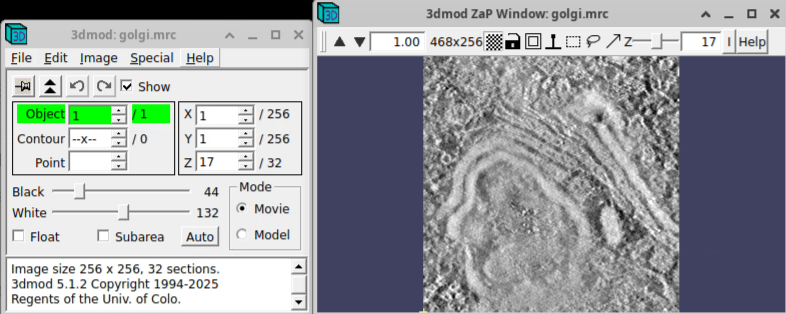 3dmod: golgi.mrc
File Edit Image Special Help
Show
Object 1 / 1
Contour --x-- / 0
Point
X 1 / 256
Y 1 / 256
Z 17 / 32
Black 44
White 132
Float Subarea Auto
Mode
Movie
Model
Image size 256 x 256, 32 sections.
3dmod 5.1.2 Copyright 1994-2025
Regents of the Univ. of Colo.
3dmod ZaP Window: golgi.mrc
1.00 468x256 Z 17 I Help